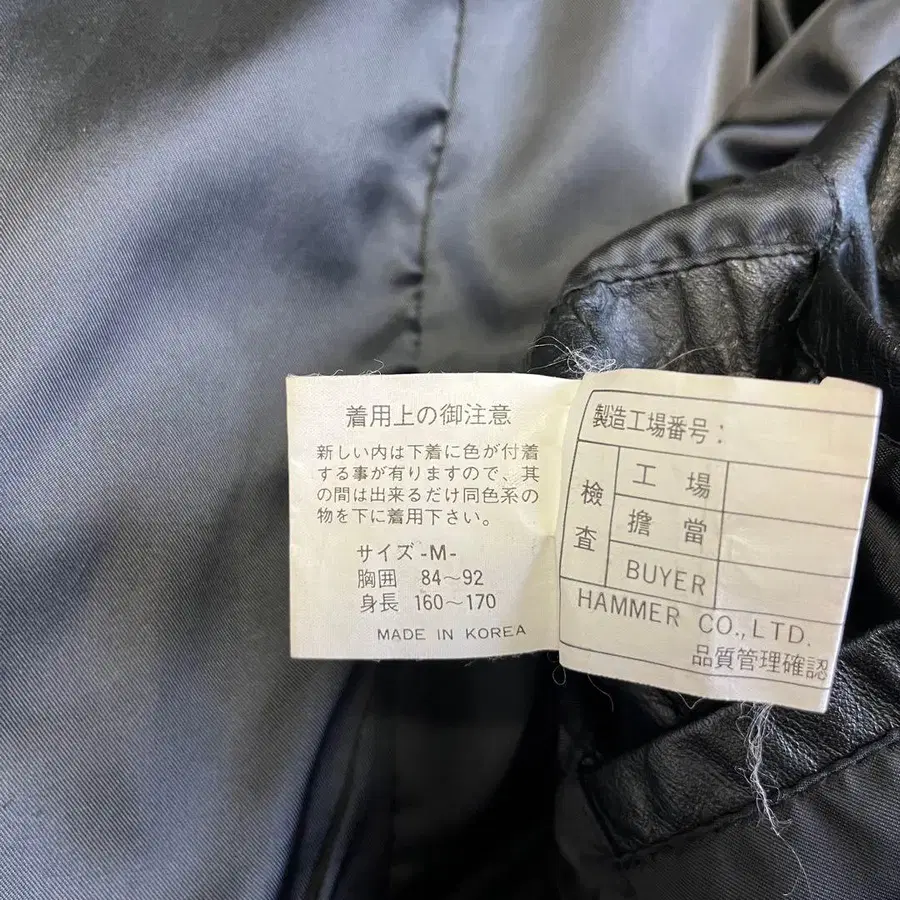 着用上の御注意
新しい内は下着に色が付着
する事が有りますので、其
の間は出来るだけ同色系の
物を下に着用下さい。
サイズ -M-
胸囲 84~92
身長 160~170
MADE IN KOREA
製造工場番号:
検査
工場
擔當
BUYER
HAMMER CO., LTD.
品質管理確認